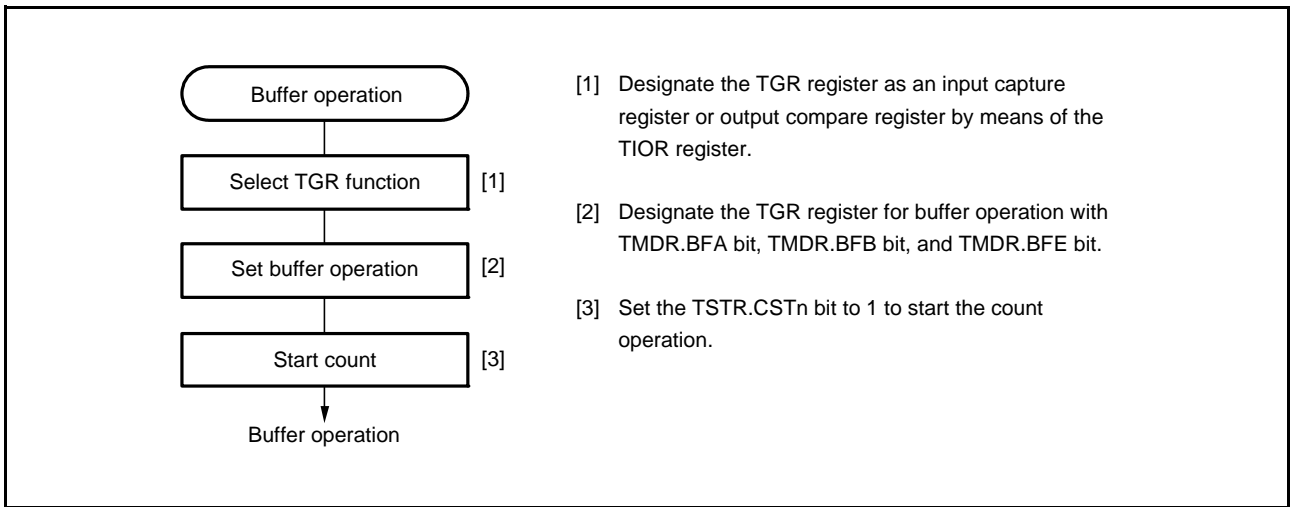 Buffer operation
Select TGR function [1]
Set buffer operation [2]
Start count [3]
Buffer operation
[1] Designate the TGR register as an input capture
register or output compare register by means of the
TIOR register.
[2] Designate the TGR register for buffer operation with
TMDR.BFA bit, TMDR.BFB bit, and TMDR.BFE bit.
[3] Set the TSTR.CSTn bit to 1 to start the count
operation.